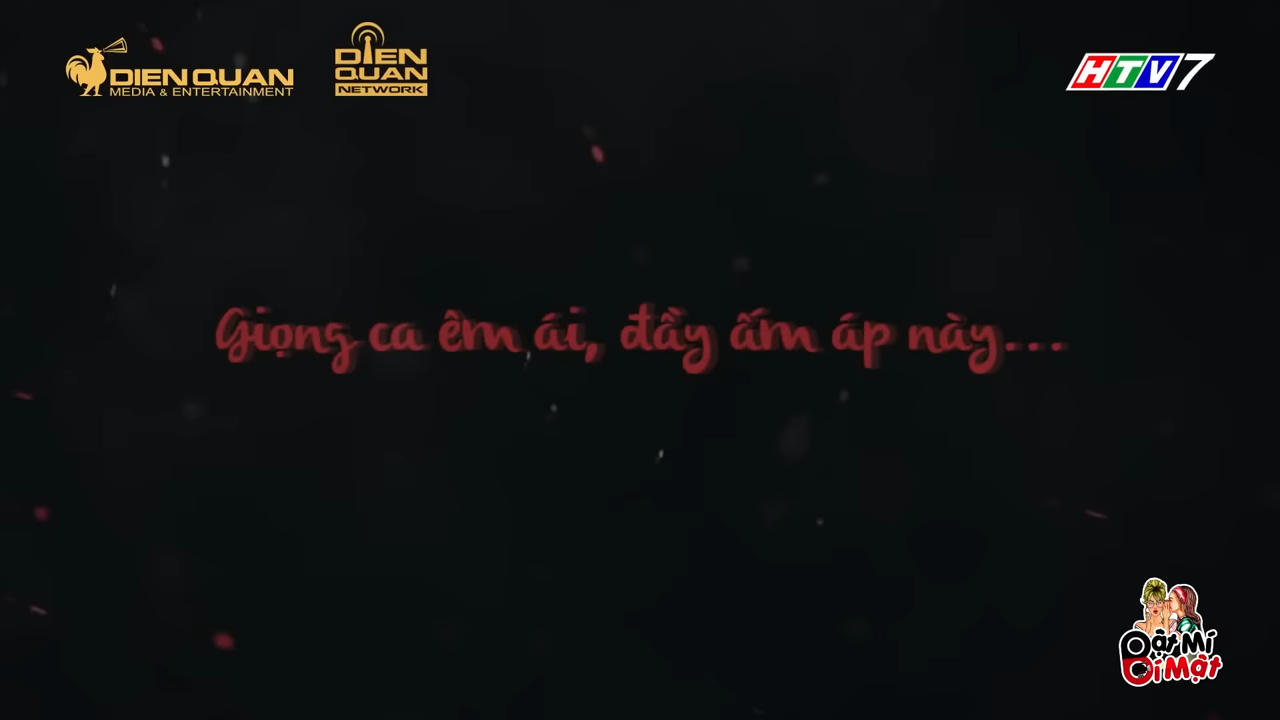 DIEN QUAN
MEDIA & ENTERTAINMENT
DIEN
QUAN
NETWORK
HTV7
Giọng ca êm ái, đầy ấm áp này...
Bật Mí
Bí Mật